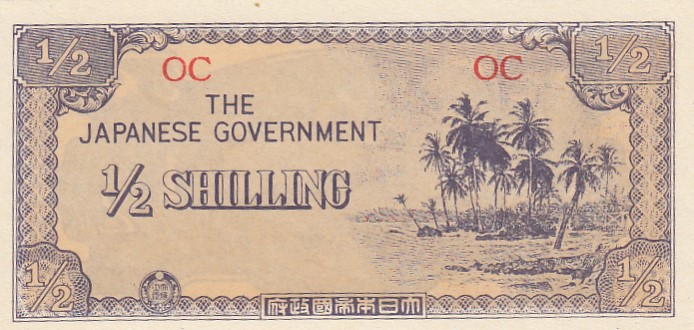 1/2 1/2
OC OC
THE
JAPANESE GOVERNMENT
1/2 SHILLING
1/2 1/2
大日本帝國政府